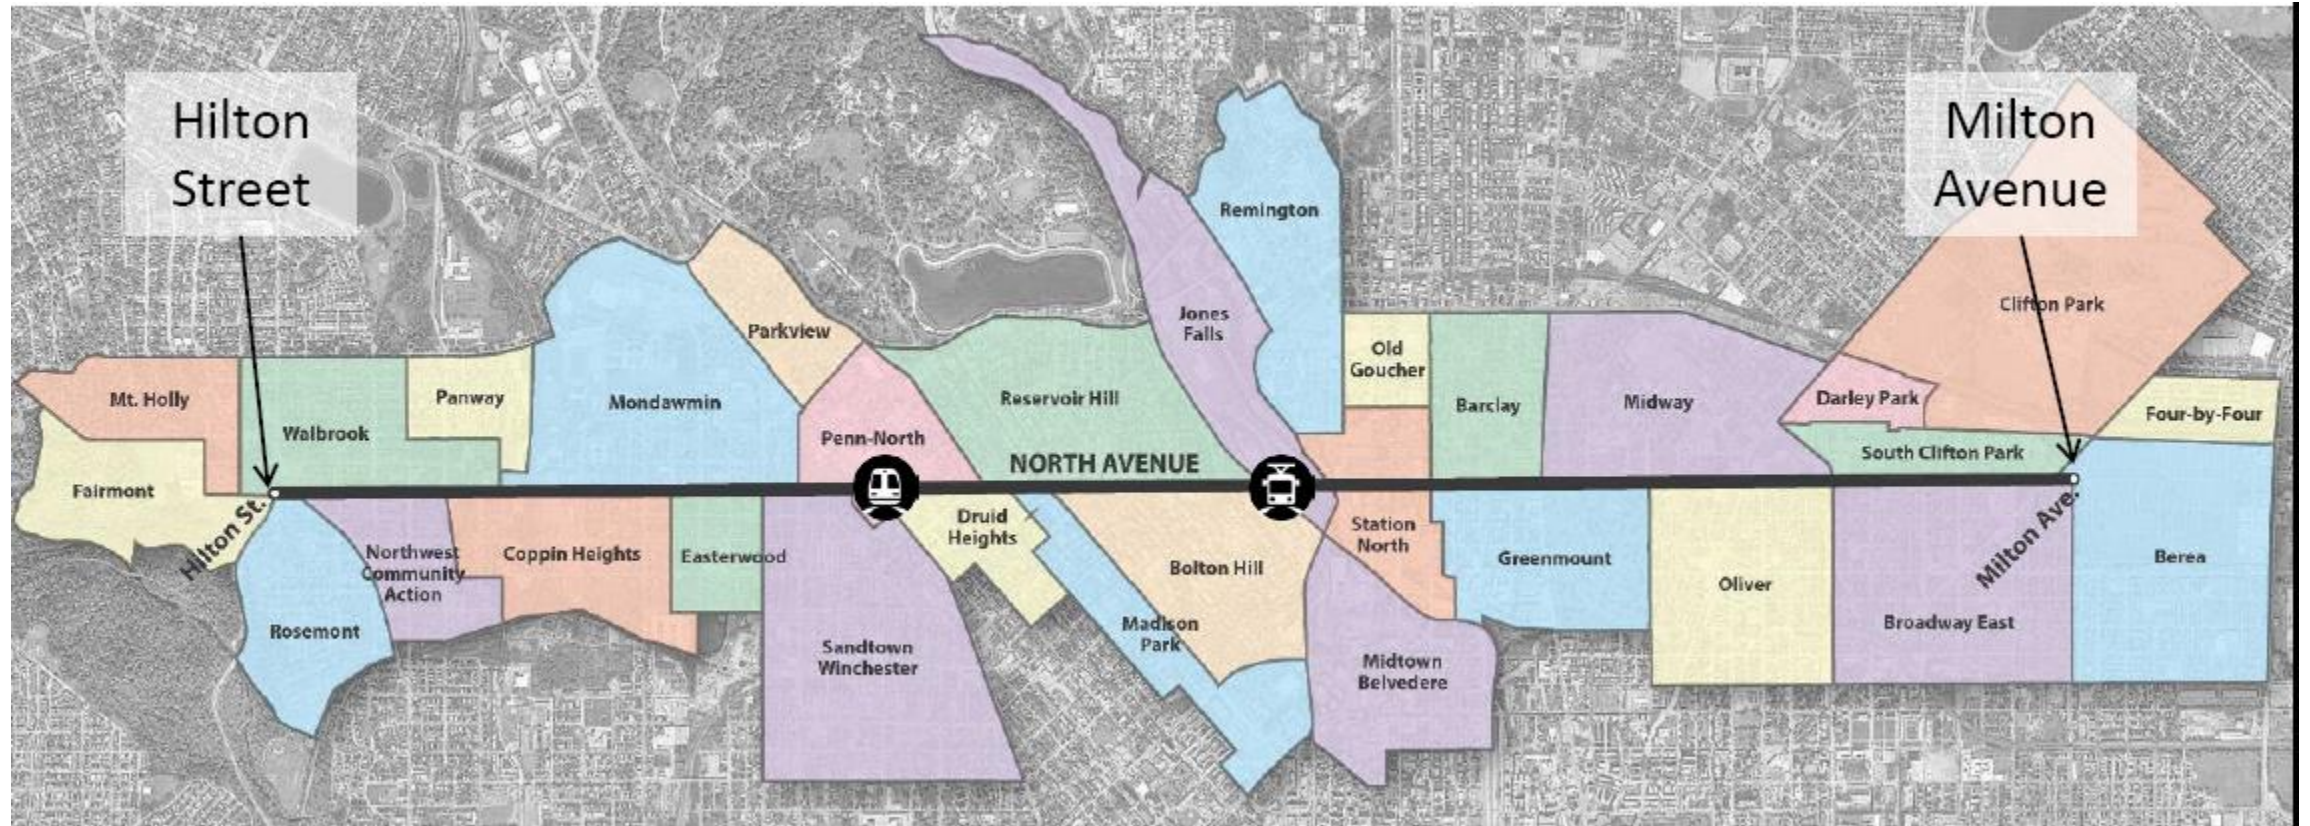 Hilton
Street
Milton
Avenue
Remington
Clifton Park
Jones
Falls
Parkview
Old
Goucher
Mt. Holly
Panway
Mondawmin
Reservoir Hill
Barclay
Midway
Darley Park
Four-by-Four
Walbrook
Penn-North
South Clifton Park
NORTH AVENUE
Fairmont
Hilton St.
Milton Ave.
Northwest
Community
Action
Coppin Heights
Easterwood
Druid
Heights
Bolton Hill
Station
North
Greenmount
Oliver
Berea
Rosemont
Sandtown
Winchester
Madison
Park
Midtown
Belvedere
Broadway East